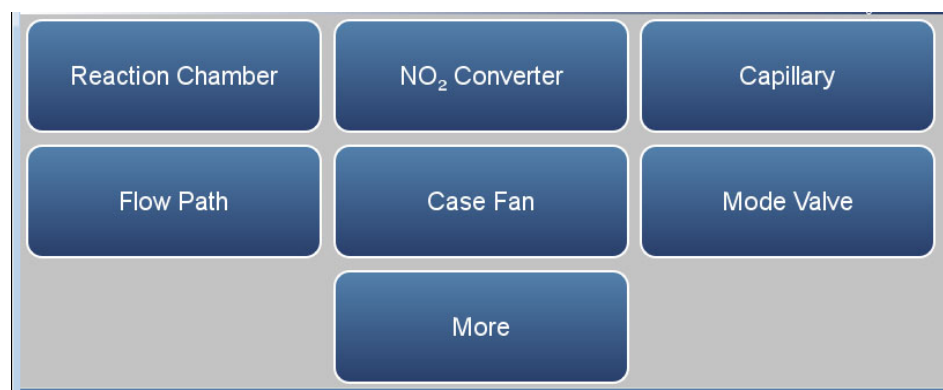 Reaction Chamber
NO₂ Converter
Capillary
Flow Path
Case Fan
Mode Valve
More